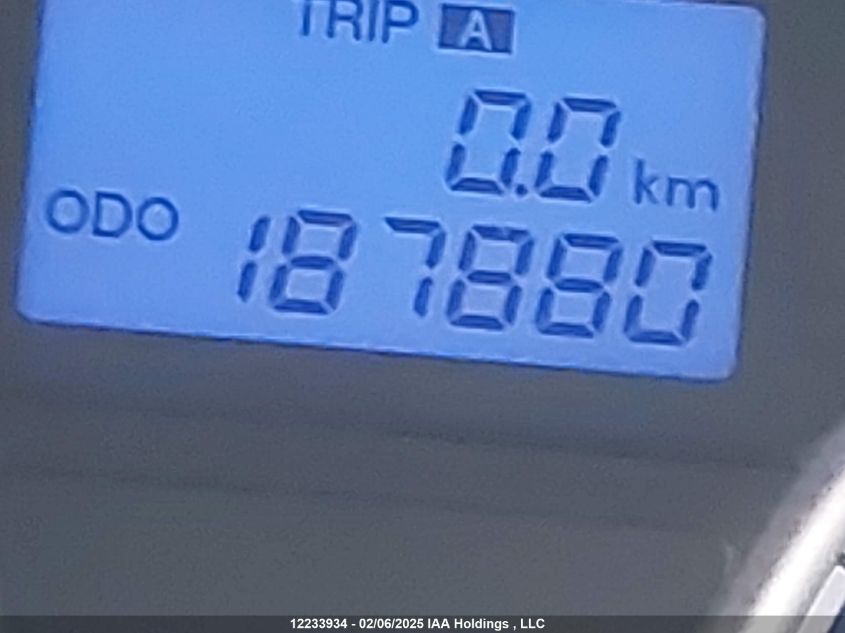 TRIP A
0.0 km
ODO 187880
12233934 - 02/06/2025 IAA Holdings , LLC